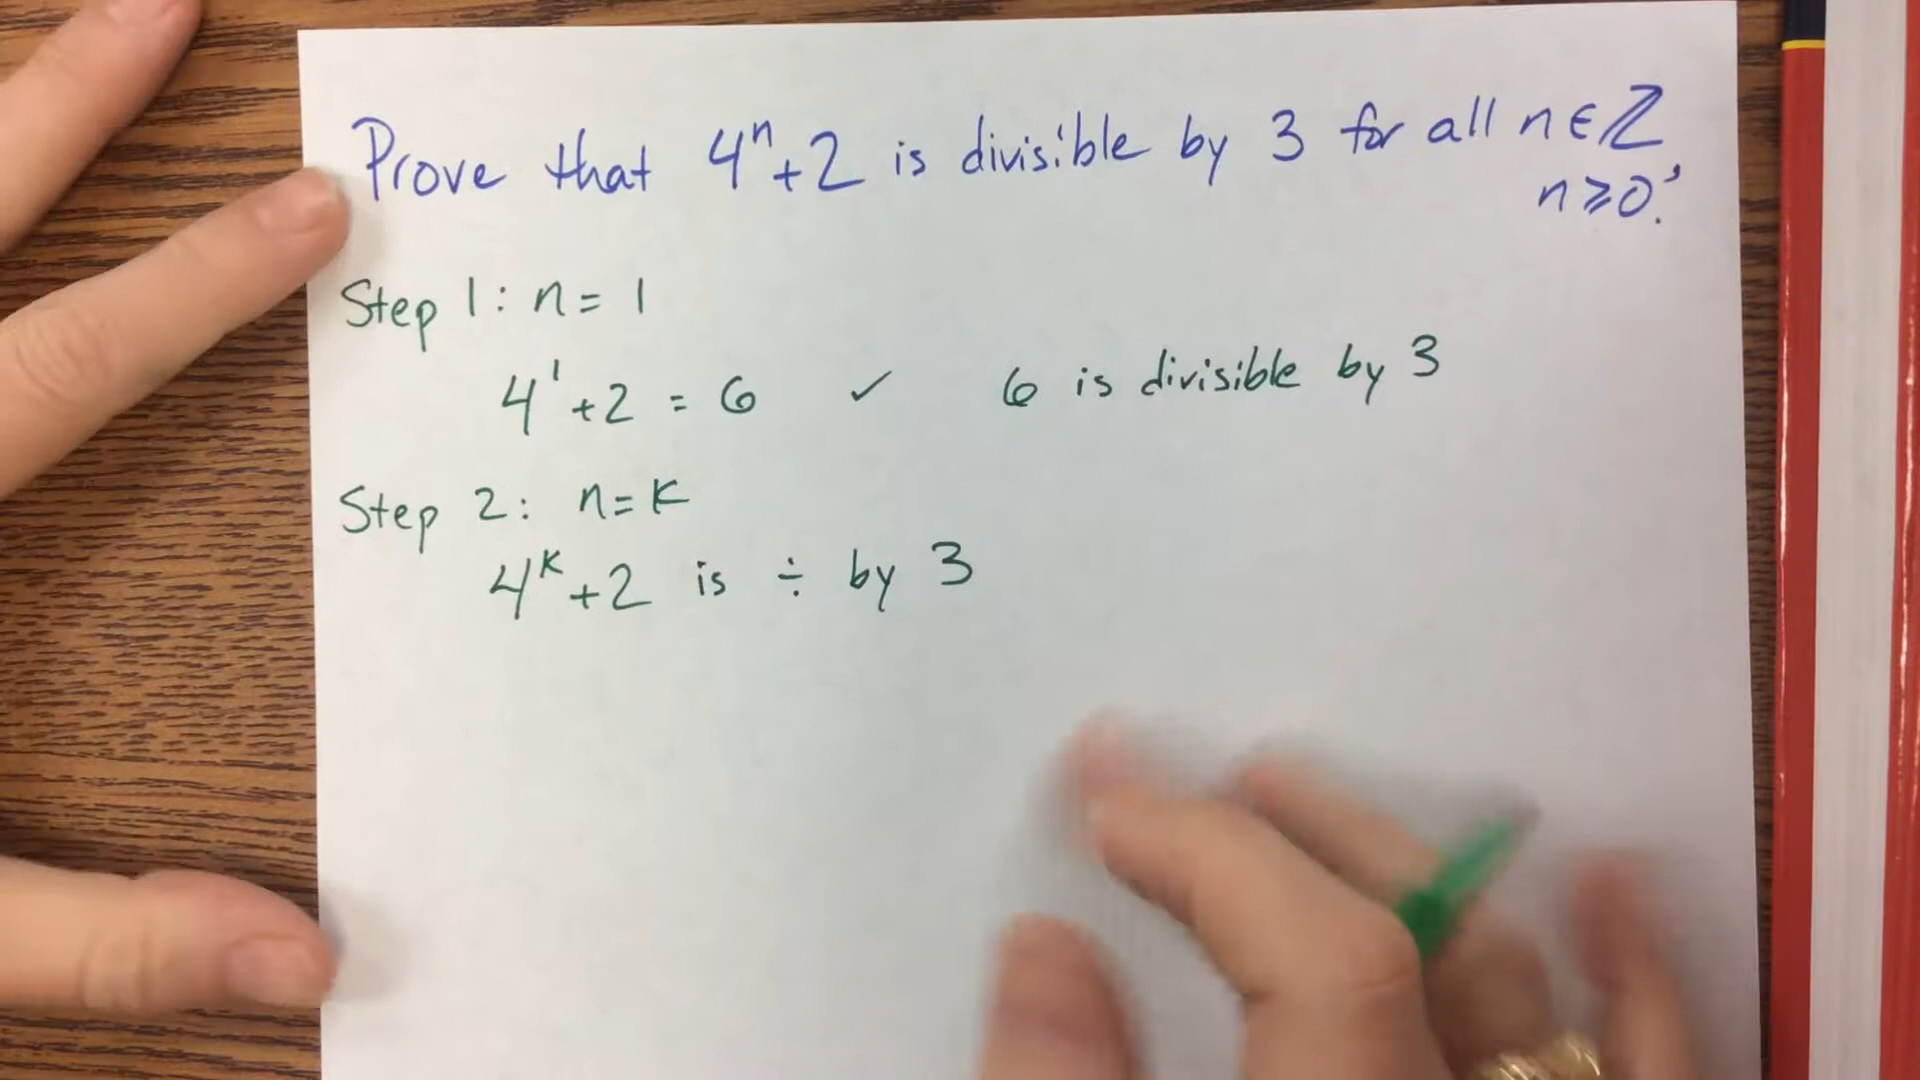 Prove that 4ⁿ+2 is divisible by 3 for all n∈ℤ,
n⩾0.
Step 1: n = 1
4¹+2 = 6 ✓ 6 is divisible by 3
Step 2: n=k
4ᵏ+2 is ÷ by 3